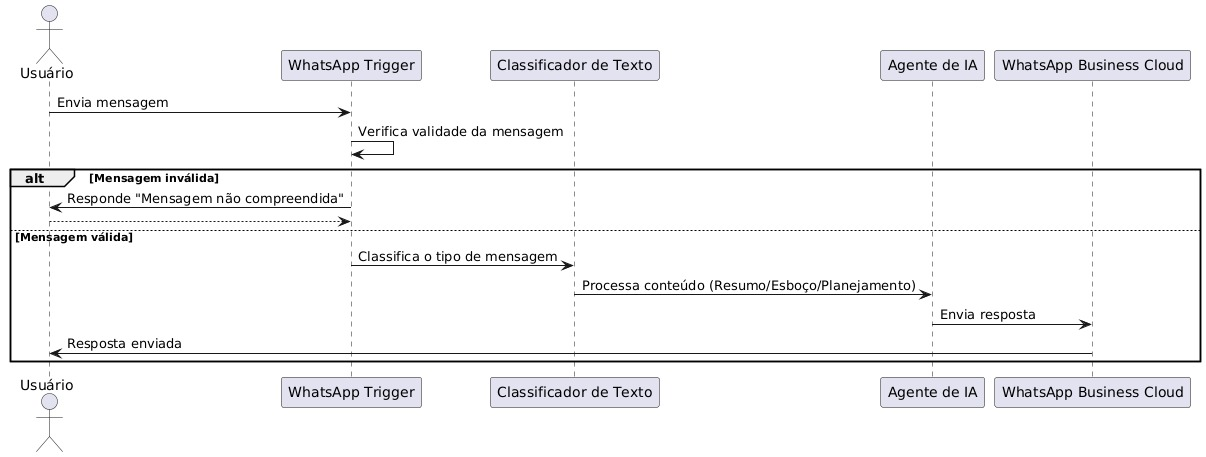 Usuário
WhatsApp Trigger
Classificador de Texto
Agente de IA
WhatsApp Business Cloud
Envia mensagem
Verifica validade da mensagem
alt
[Mensagem inválida]
Responde "Mensagem não compreendida"
[Mensagem válida]
Classifica o tipo de mensagem
Processa conteúdo (Resumo/Esboço/Planejamento)
Envia resposta
Resposta enviada
Usuário
WhatsApp Trigger
Classificador de Texto
Agente de IA
WhatsApp Business Cloud